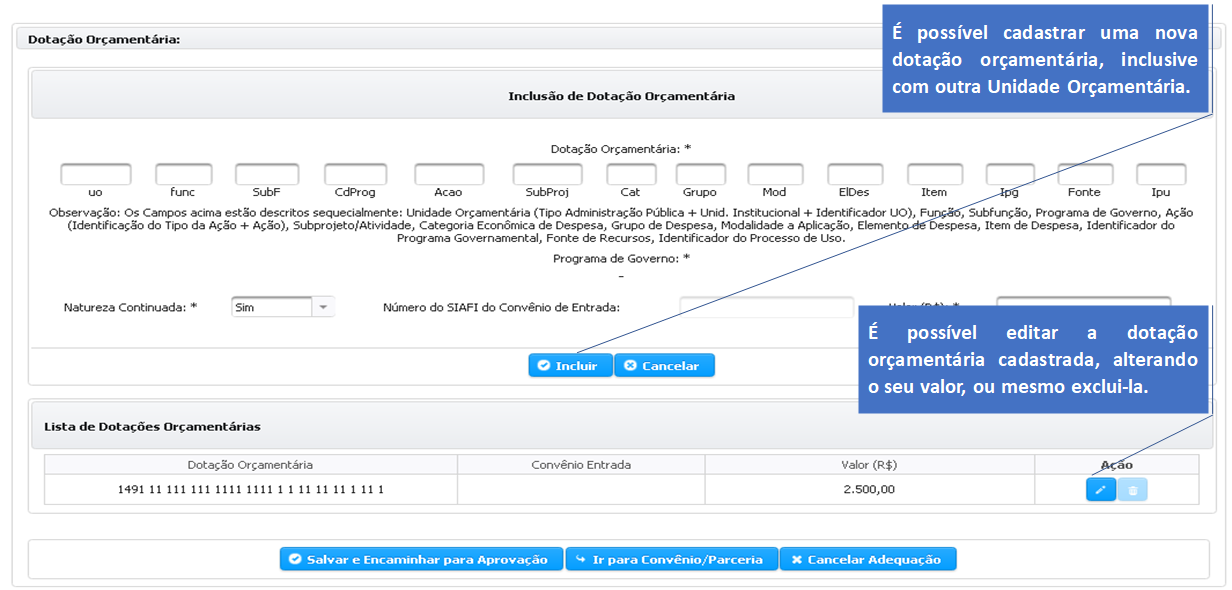 É possível cadastrar uma nova
dotação orçamentária, inclusive
com outra Unidade Orçamentária.
Dotação Orçamentária:
Inclusão de Dotação Orçamentária
Dotação Orçamentária: *
uo func SubF CdProg Acao SubProj Cat Grupo Mod ElDes Item Ipg Fonte Ipu
Observação: Os Campos acima estão descritos sequecialmente: Unidade Orçamentária (Tipo Administração Pública + Unid. Institucional + Identificador UO), Função, Subfunção, Programa de Governo, Ação
(Identificação do Tipo da Ação + Ação), Subprojeto/Atividade, Categoria Econômica de Despesa, Grupo de Despesa, Modalidade a Aplicação, Elemento de Despesa, Item de Despesa, Identificador do
Programa Governamental, Fonte de Recursos, Identificador do Processo de Uso.
Programa de Governo: *
–
Natureza Continuada: * Sim Número do SIAFI do Convênio de Entrada: Valor (R$): *
É possível editar a dotação
orçamentária cadastrada, alterando
o seu valor, ou mesmo exclui-la.
Incluir Cancelar
Lista de Dotações Orçamentárias
Dotação Orçamentária Convênio Entrada Valor (R$) Ação
1491 11 111 111 1111 1111 1 1 11 11 11 1 11 1 2.500,00
Salvar e Encaminhar para Aprovação Ir para Convênio/Parceria Cancelar Adequação